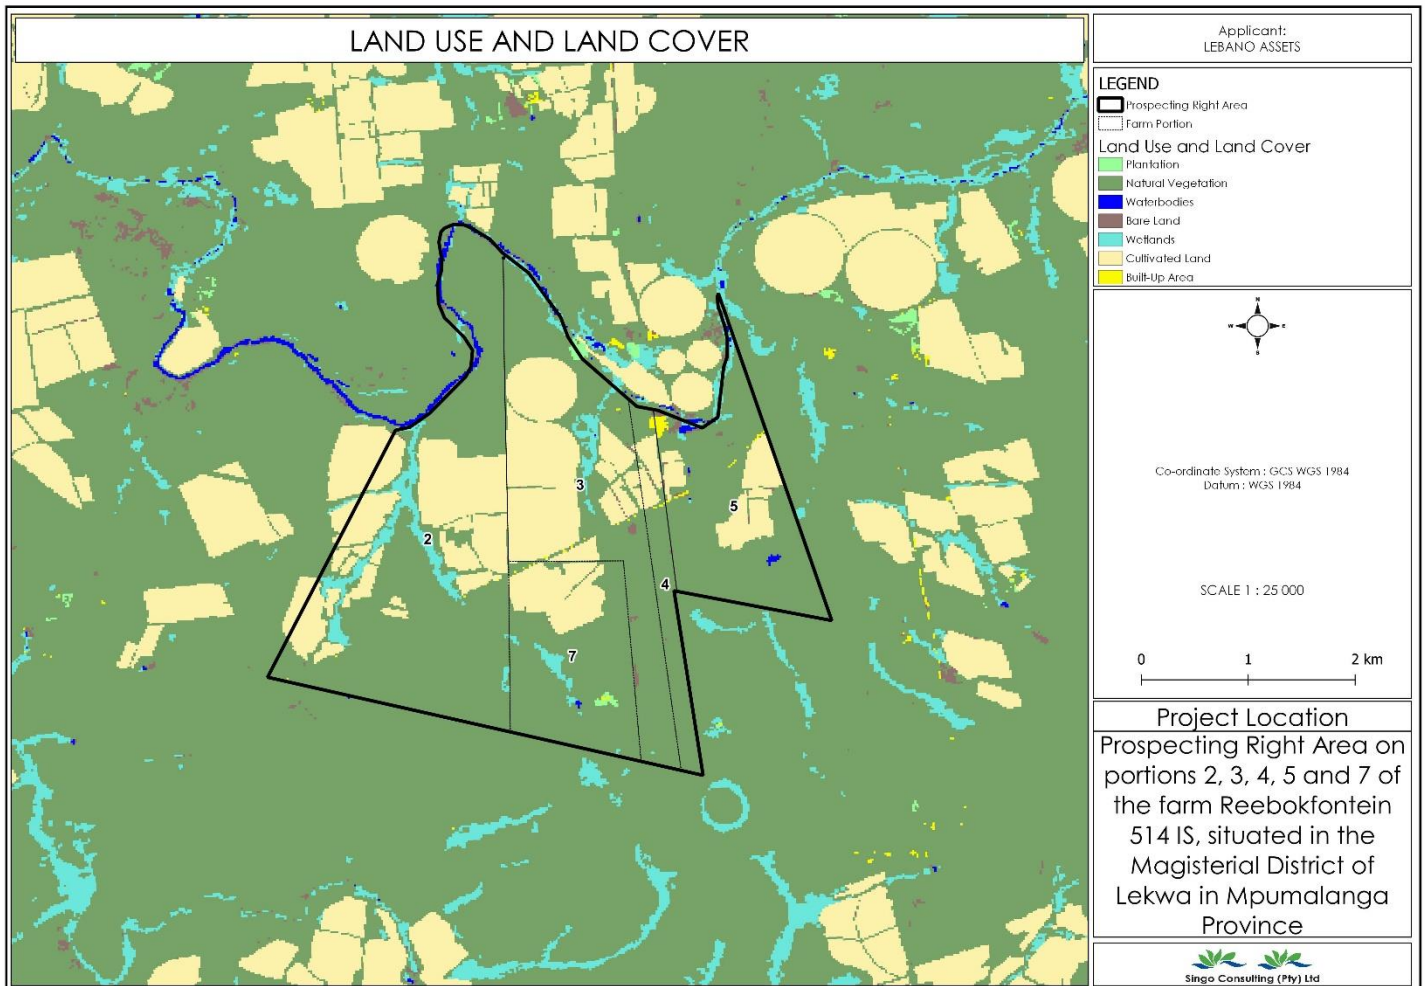 LAND USE AND LAND COVER
Applicant:
LEBANO ASSETS
LEGEND
Prospecting Right Area
Farm Portion
Land Use and Land Cover
Plantation
Natural Vegetation
Waterbodies
Bare Land
Wetlands
Cultivated Land
Built-Up Area
N
W E
S
Co-ordinate System : GCS WGS 1984
Datum : WGS 1984
SCALE 1 : 25 000
0 1 2 km
3
5
2
4
7
Project Location
Prospecting Right Area on
portions 2, 3, 4, 5 and 7 of
the farm Reebokfontein
514 IS, situated in the
Magisterial District of
Lekwa in Mpumalanga
Province
Singo Consulting (Pty) Ltd